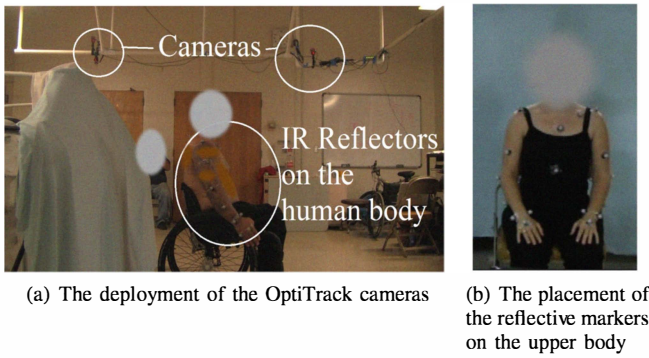 Cameras
IR Reflectors
on the
human body
(a) The deployment of the OptiTrack cameras
(b) The placement of
the reflective markers
on the upper body